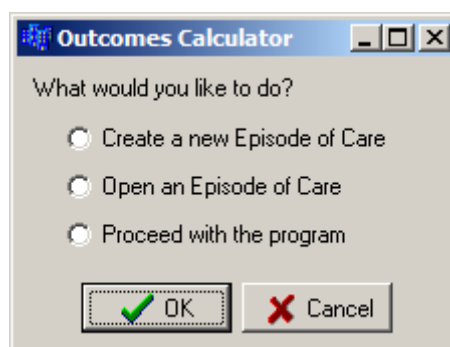 Outcomes Calculator
What would you like to do?
Create a new Episode of Care
Open an Episode of Care
Proceed with the program
OK Cancel